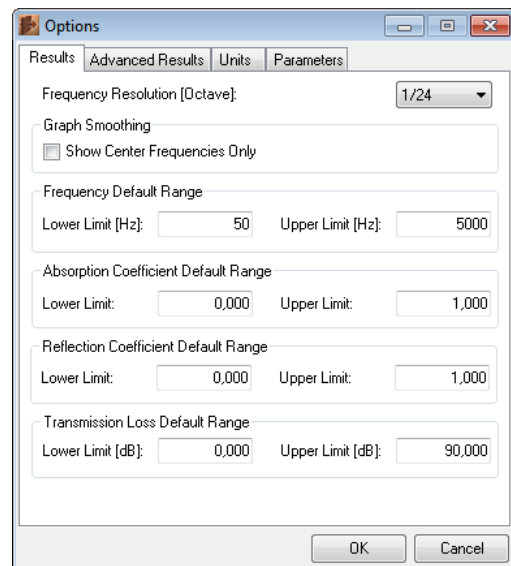 Options
Results Advanced Results Units Parameters
Frequency Resolution [Octave]: 1/24
Graph Smoothing
Show Center Frequencies Only
Frequency Default Range
Lower Limit [Hz]: 50 Upper Limit [Hz]: 5000
Absorption Coefficient Default Range
Lower Limit: 0,000 Upper Limit: 1,000
Reflection Coefficient Default Range
Lower Limit: 0,000 Upper Limit: 1,000
Transmission Loss Default Range
Lower Limit [dB]: 0,000 Upper Limit [dB]: 90,000
OK Cancel